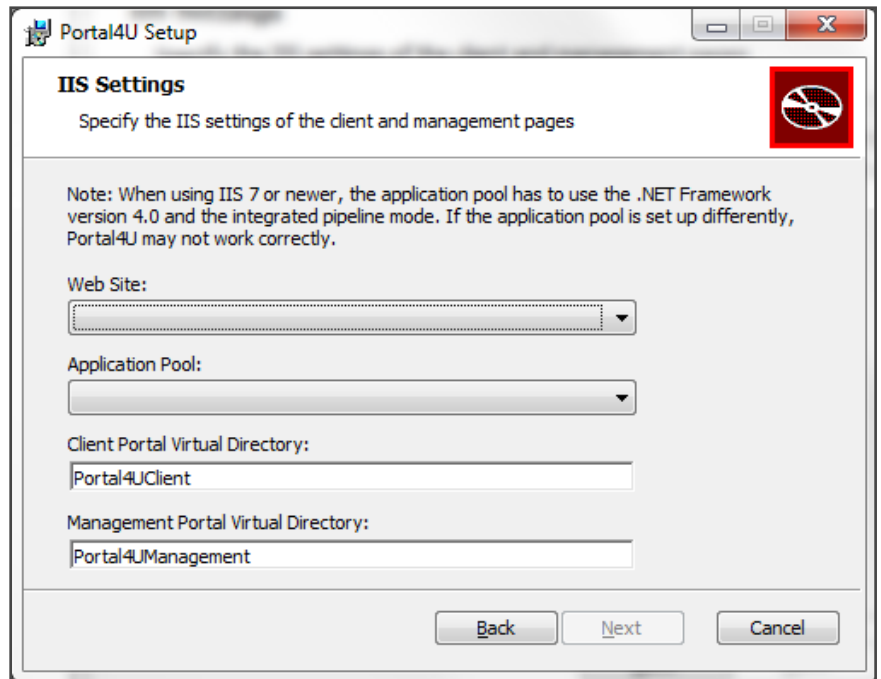 Portal4U Setup
IIS Settings
Specify the IIS settings of the client and management pages
Note: When using IIS 7 or newer, the application pool has to use the .NET Framework
version 4.0 and the integrated pipeline mode. If the application pool is set up differently,
Portal4U may not work correctly.
Web Site:
Application Pool:
Client Portal Virtual Directory:
Portal4UClient
Management Portal Virtual Directory:
Portal4UManagement
Back
Next
Cancel